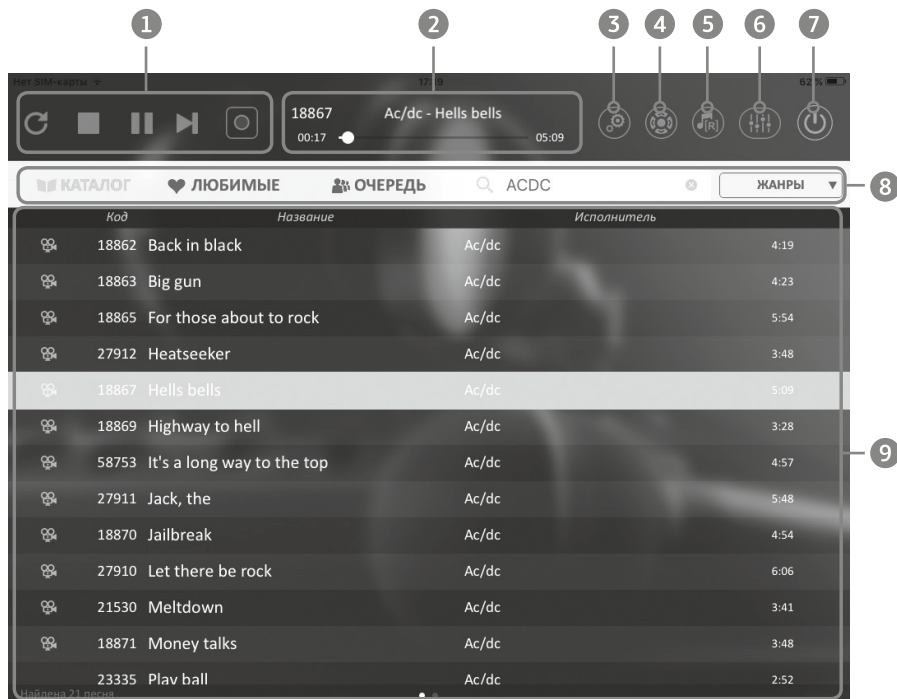 1 2 3 4 5 6 7
Нет SIM-карты 62 %
18867 Ac/dc - Hells bells
00:17 05:09
[R]
КАТАЛОГ ЛЮБИМЫЕ ОЧЕРЕДЬ ACDC ЖАНРЫ 8
Код Название Исполнитель
18862 Back in black Ac/dc 4:19
18863 Big gun Ac/dc 4:23
18865 For those about to rock Ac/dc 5:54
27912 Heatseeker Ac/dc 3:48
18867 Hells bells Ac/dc 5:09
18869 Highway to hell Ac/dc 3:28
58753 It's a long way to the top Ac/dc 4:57 9
27911 Jack, the Ac/dc 5:48
18870 Jailbreak Ac/dc 4:54
27910 Let there be rock Ac/dc 6:06
21530 Meltdown Ac/dc 3:41
18871 Money talks Ac/dc 3:48
23335 Play ball Ac/dc 2:52
Найдена 21 песня